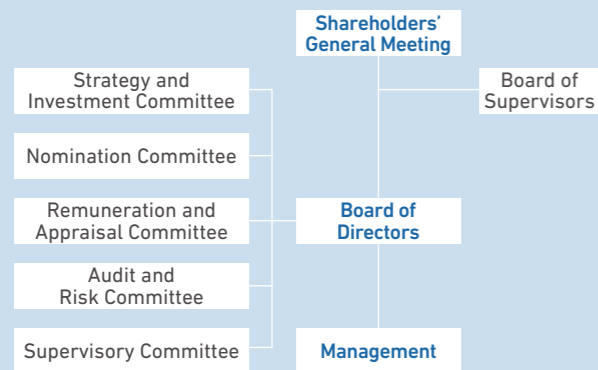 Shareholders’
General Meeting
Strategy and
Investment Committee
Board of
Supervisors
Nomination Committee
Remuneration and
Appraisal Committee
Board of
Directors
Audit and
Risk Committee
Supervisory Committee
Management